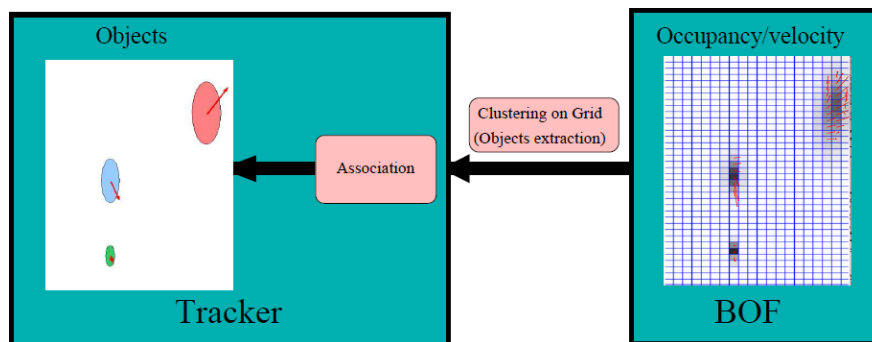 Objects
Occupancy/velocity
Clustering on Grid
(Objects extraction)
Association
Tracker
BOF